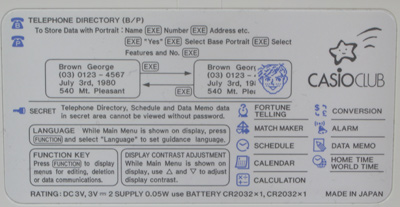 TELEPHONE DIRECTORY (B/P)
To Store Data with Portrait : Name EXE Number EXE Address etc.
EXE "Yes" EXE Select Base Portrait EXE Select
Features and No. EXE
Brown George
(03) 0123 - 4567
July 3rd, 1980
540 Mt. Pleasant
EXE
EXE
Brown Georg
(03) 0123 -
July 3rd, 1
540 Mt. Ple
CASIO CLUB
SECRET Telephone Directory, Schedule and Data Memo data
in secret area cannot be viewed without password.
LANGUAGE While Main Menu is shown on display, press
FUNCTION and select "Language" to set guidance language.
FUNCTION KEY
Press FUNCTION to display
menus for editing, deletion
or data communications.
DISPLAY CONTRAST ADJUSTMENT
While Main Menu is shown on
display, use △ and ▽ to adjust
display contrast.
FORTUNE
TELLING
MATCH MAKER
SCHEDULE
CALENDAR
CALCULATION
CONVERSION
ALARM
DATA MEMO
HOME TIME
WORLD TIME
RATING : DC 3V, 3V⎓2 SUPPLY 0.05W use BATTERY CR2032×1, CR2032×1 MADE IN JAPAN